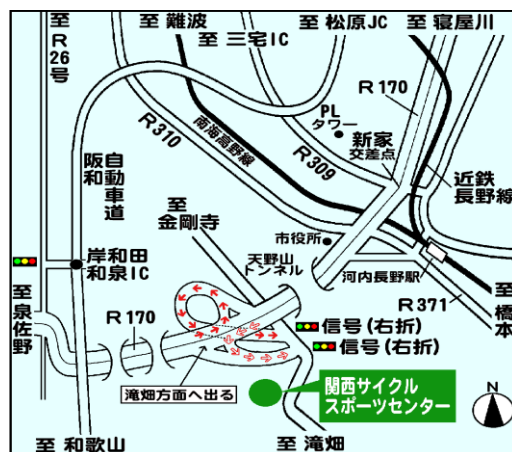 至R26号
至 難波
至 三宅IC
至 松原JC
至 寝屋川
R 170
PL
タワー
新家
交差点
R310
南海高野線
R309
阪和
自動車道
近鉄
長野線
至
金剛寺
市役所
天野山
トンネル
河内長野駅
岸和田
和泉IC
R371
至橋本
至泉佐野
R 170
信号(右折)
信号(右折)
滝畑方面へ出る
関西サイクル
スポーツセンター
N
至 和歌山
至 滝畑